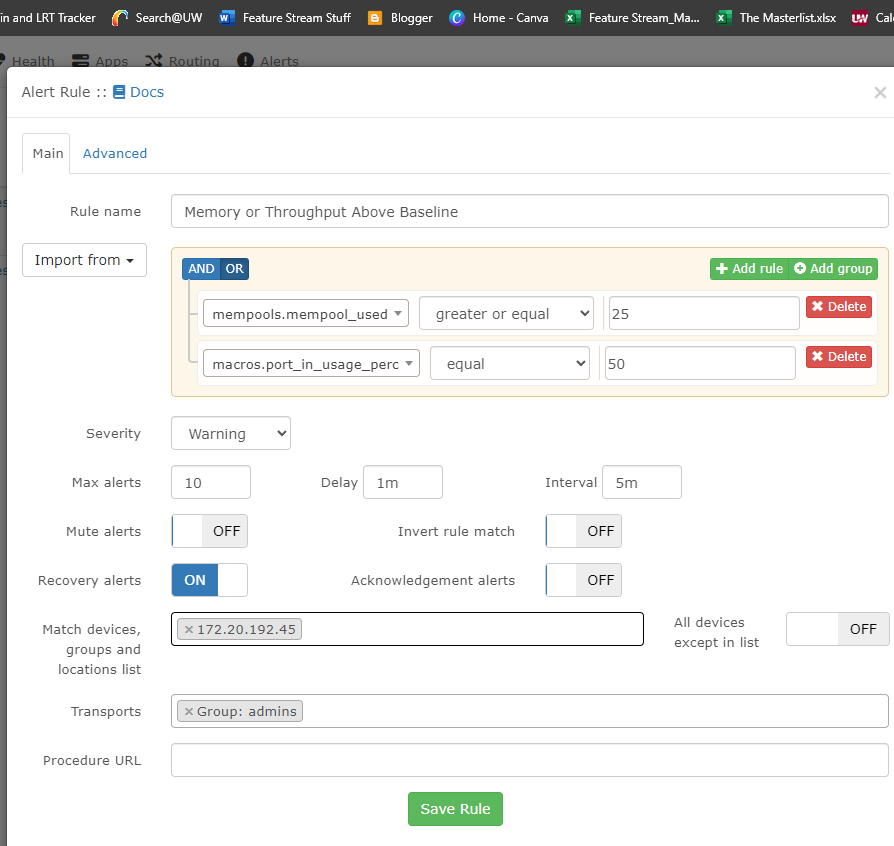 in and LRT Tracker Search@UW Feature Stream Stuff Blogger Home - Canva Feature Stream_Ma... The Masterlist.xlsx Cal
Health Apps Routing Alerts
Alert Rule :: Docs ×
Main Advanced
Rule name Memory or Throughput Above Baseline
Import from
AND OR Add rule Add group
mempools.mempool_used greater or equal 25 Delete
macros.port_in_usage_perc equal 50 Delete
Severity Warning
Max alerts 10 Delay 1m Interval 5m
Mute alerts OFF Invert rule match OFF
Recovery alerts ON Acknowledgement alerts OFF
Match devices,
groups and
locations list
× 172.20.192.45
All devices
except in list
OFF
Transports × Group: admins
Procedure URL
Save Rule